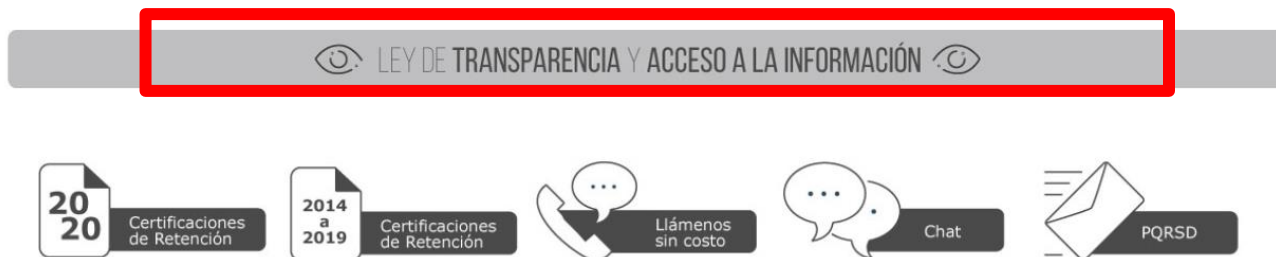 LEY DE TRANSPARENCIA Y ACCESO A LA INFORMACIÓN
20
20
Certificaciones
de Retención
2014
a
2019
Certificaciones
de Retención
Llámenos
sin costo
Chat
PQRSD